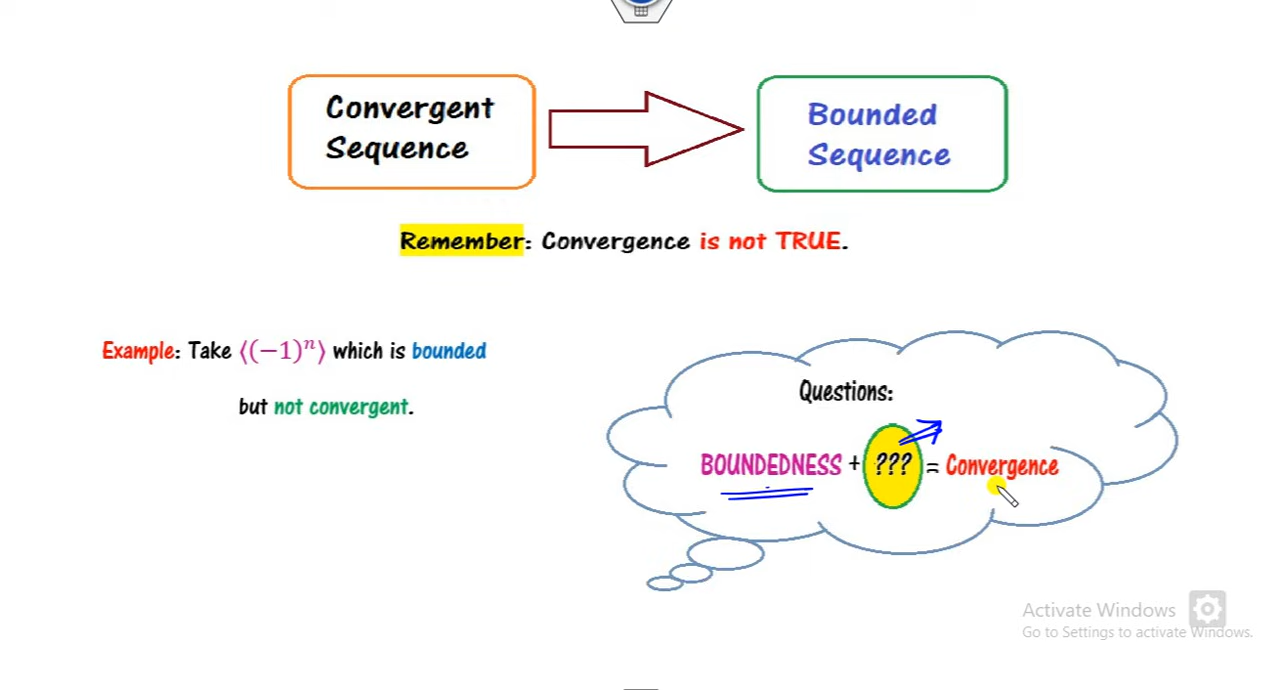 Convergent
Sequence
Bounded
Sequence
Remember: Convergence is not TRUE.
Example: Take ⟨(−1)ⁿ⟩ which is bounded
but not convergent.
Questions:
BOUNDEDNESS + ??? = Convergence
Activate Windows
Go to Settings to activate Windows.